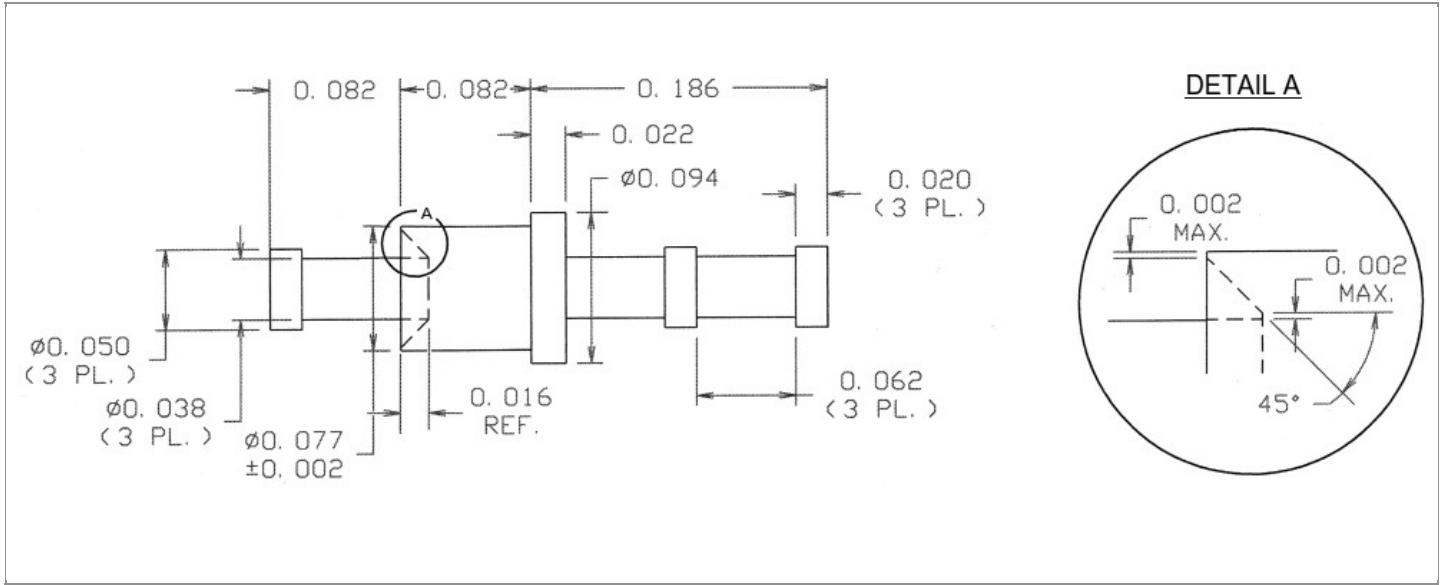 0. 082
0. 082
0. 186
0. 022
Ø0. 094
0. 020
(3 PL. )
A
Ø0. 050
(3 PL. )
Ø0. 038
(3 PL. )
Ø0. 077
±0. 002
0. 016
REF.
0. 062
(3 PL. )
DETAIL A
0. 002
MAX.
0. 002
MAX.
45°